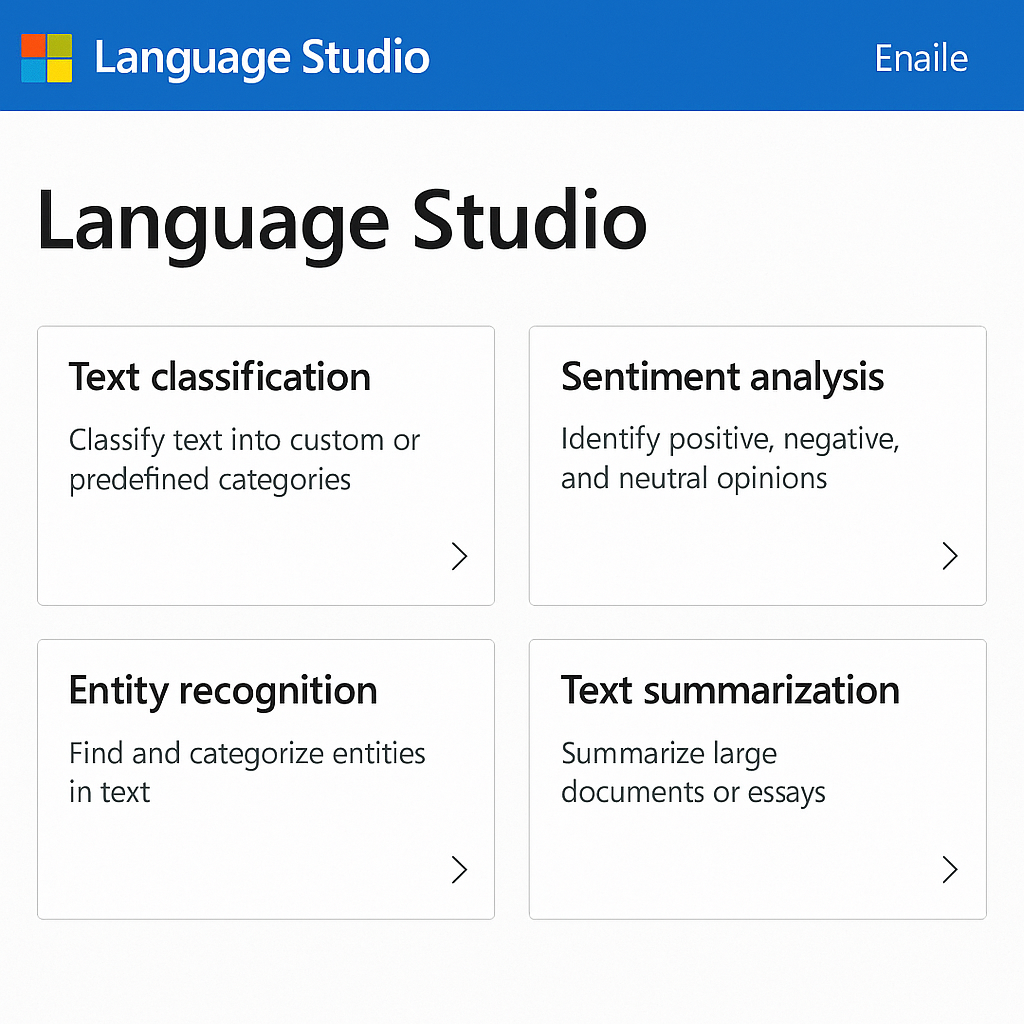 Language Studio
Enaile
Language Studio
Text classification
Classify text into custom or
predefined categories
Sentiment analysis
Identify positive, negative,
and neutral opinions
Entity recognition
Find and categorize entities
in text
Text summarization
Summarize large
documents or essays